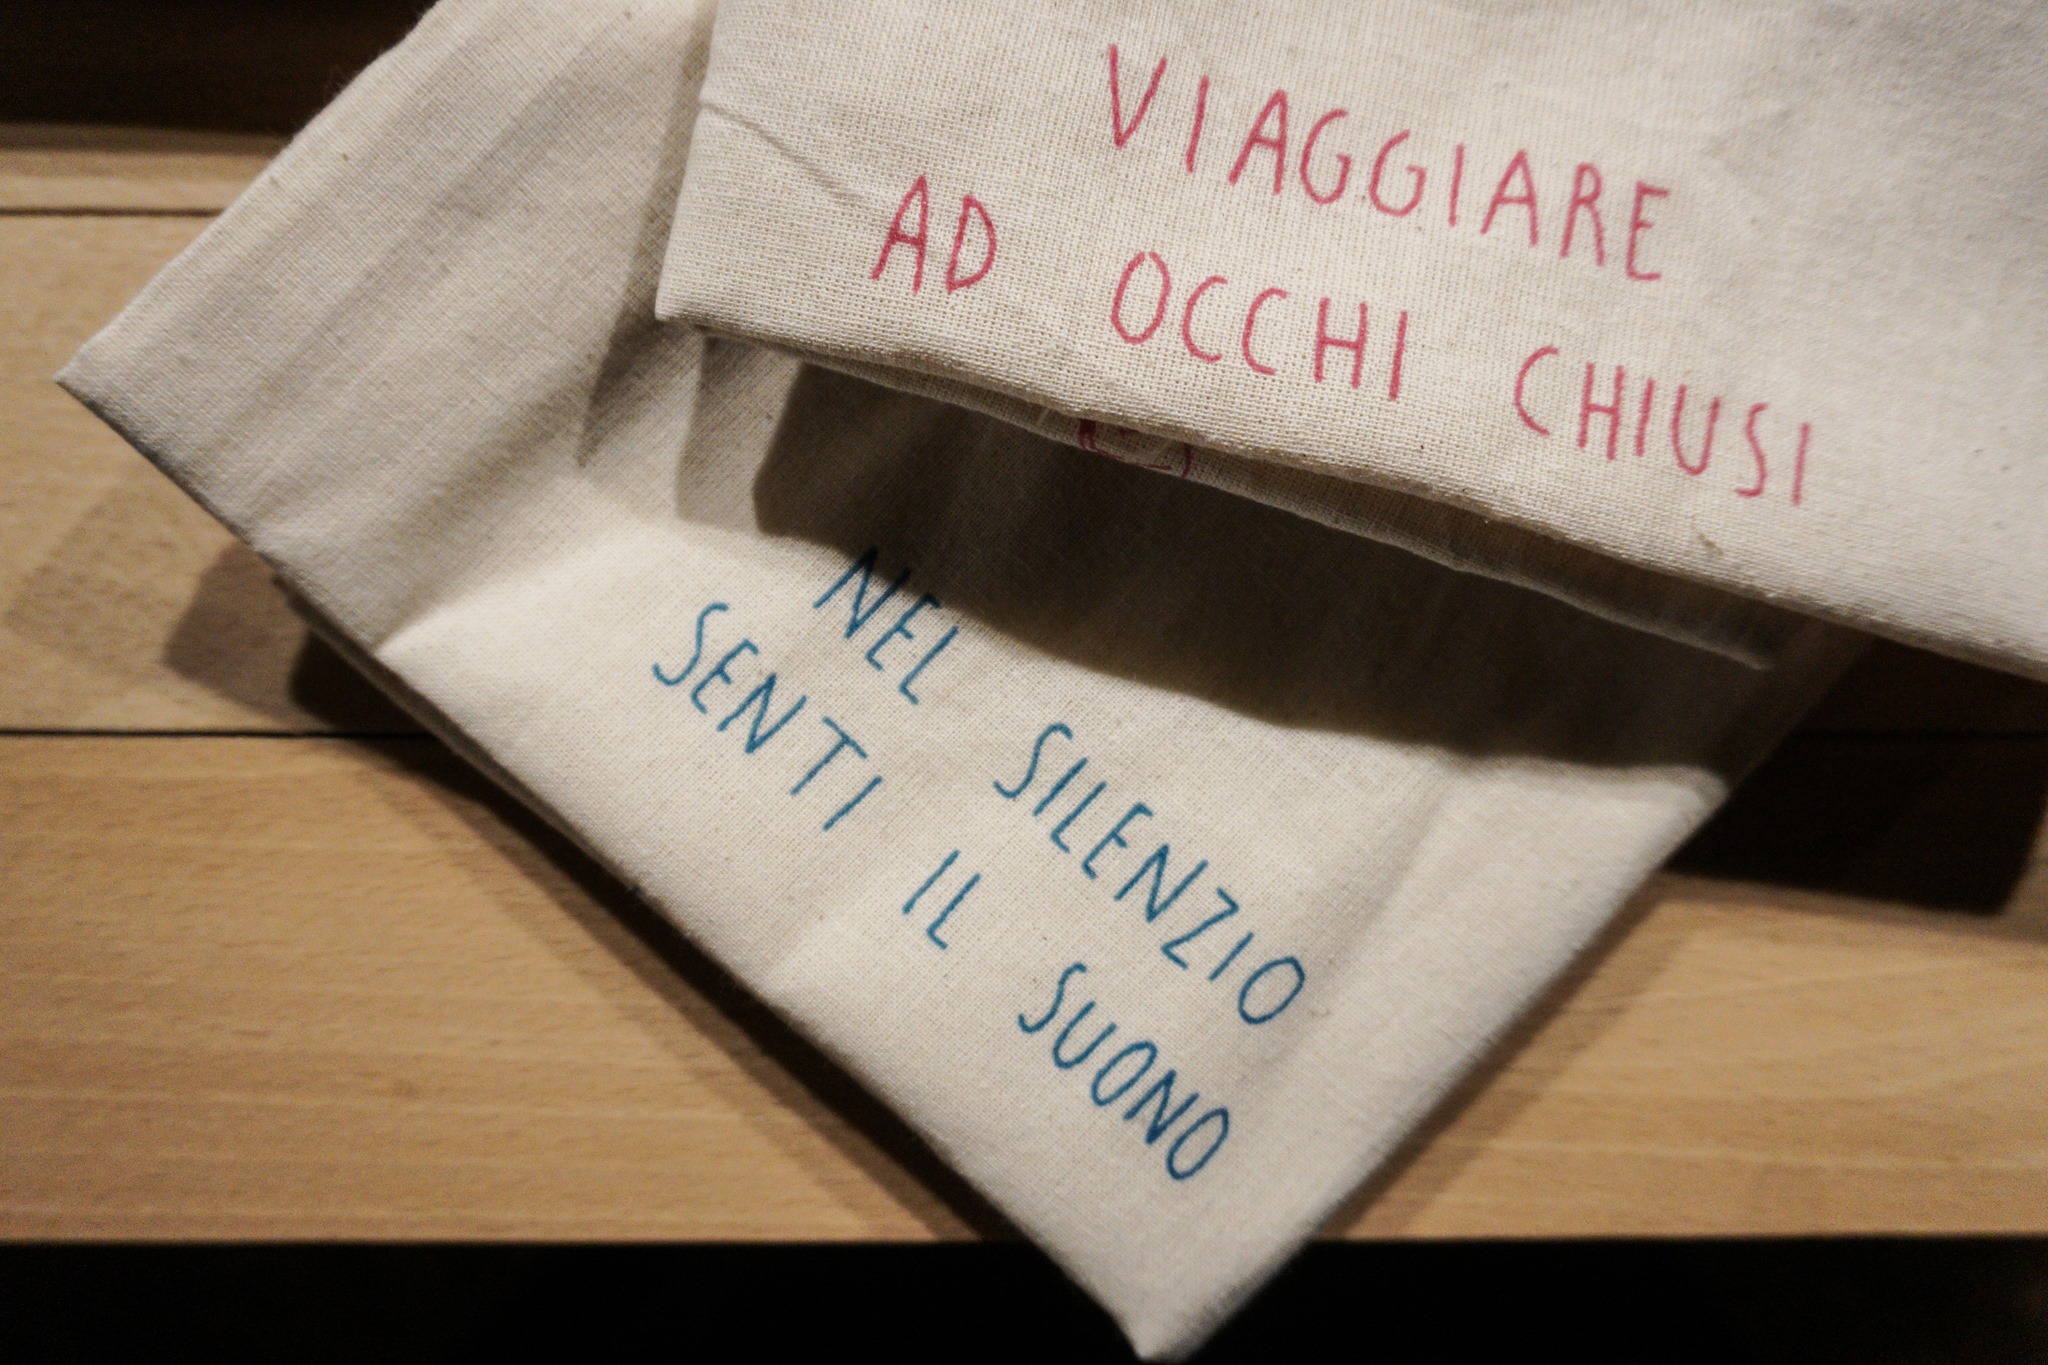 VIAGGIARE
AD OCCHI CHIUSI
NEL SILENZIO
SENTI IL SUONO